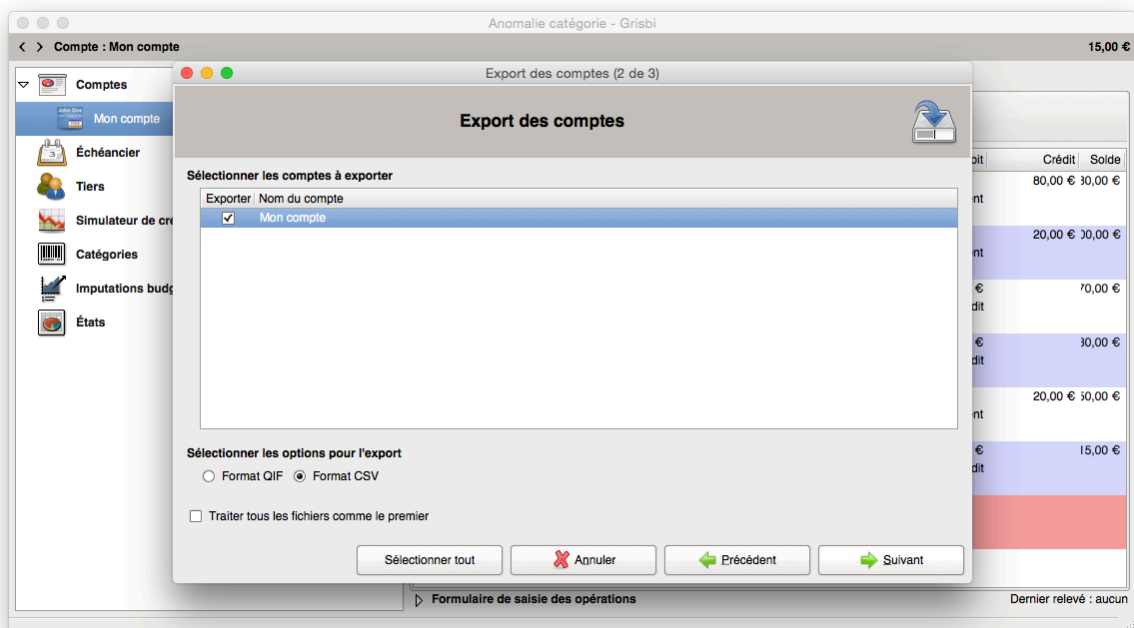 Anomalie catégorie - Grisbi
< > Compte : Mon compte 15,00 €
Comptes
Mon compte
Échéancier
Tiers
Simulateur de
Catégories
Imputations
États
Export des comptes (2 de 3)
Export des comptes
Sélectionner les comptes à exporter
Exporter Nom du compte
Mon compte
Sélectionner les options pour l'export
Format QIF Format CSV
Traiter tous les fichiers comme le premier
Sélectionner tout Annuler Précédent Suivant
Crédit Solde
80,00 €
20,00 €
€
€
20,00 €
€ 15,00 €
Formulaire de saisie des opérations Dernier relevé : aucun